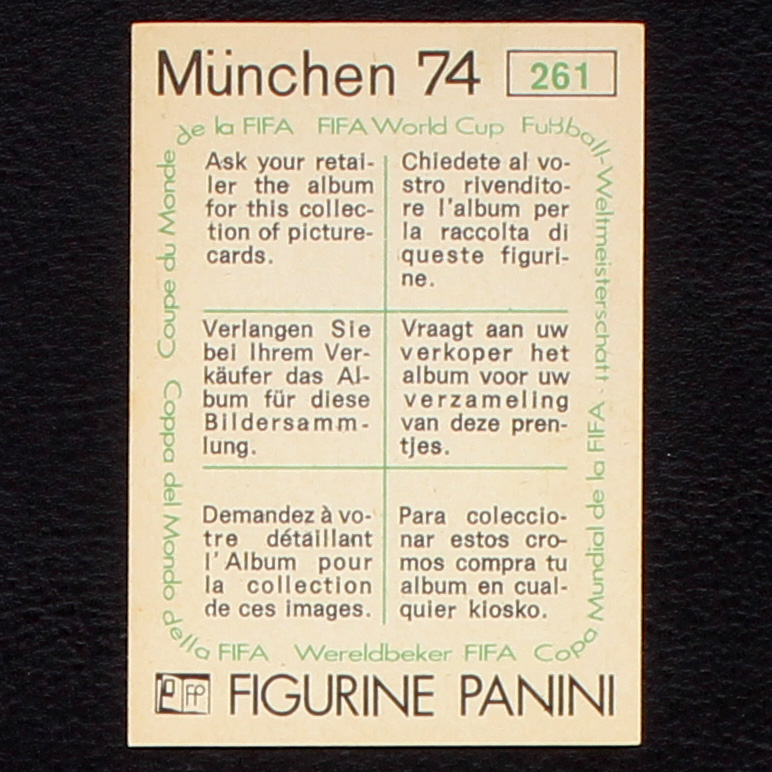 München 74 261
Coupe du Monde de la FIFA FIFA World Cup Fußball-Weltmeisterschaft
Ask your retai-
ler the album
for this collec-
tion of picture-
cards.
Chiedete al vo-
stro rivendito-
re l'album per
la raccolta di
queste figuri-
ne.
Verlangen Sie
bei Ihrem Ver-
käufer das Al-
bum für diese
Bildersamm-
lung.
Vraagt aan uw
verkoper het
album voor uw
verzameling
van deze pren-
tjes.
Demandez à vo-
tre détaillant
l'Album pour
la collection
de ces images.
Para coleccio-
nar estos cro-
mos compra tu
album en cual-
quier kiosko.
Coppa del Mondo della FIFA Wereldbeker FIFA Copa Mundial de la FIFA
P FP FIGURINE PANINI